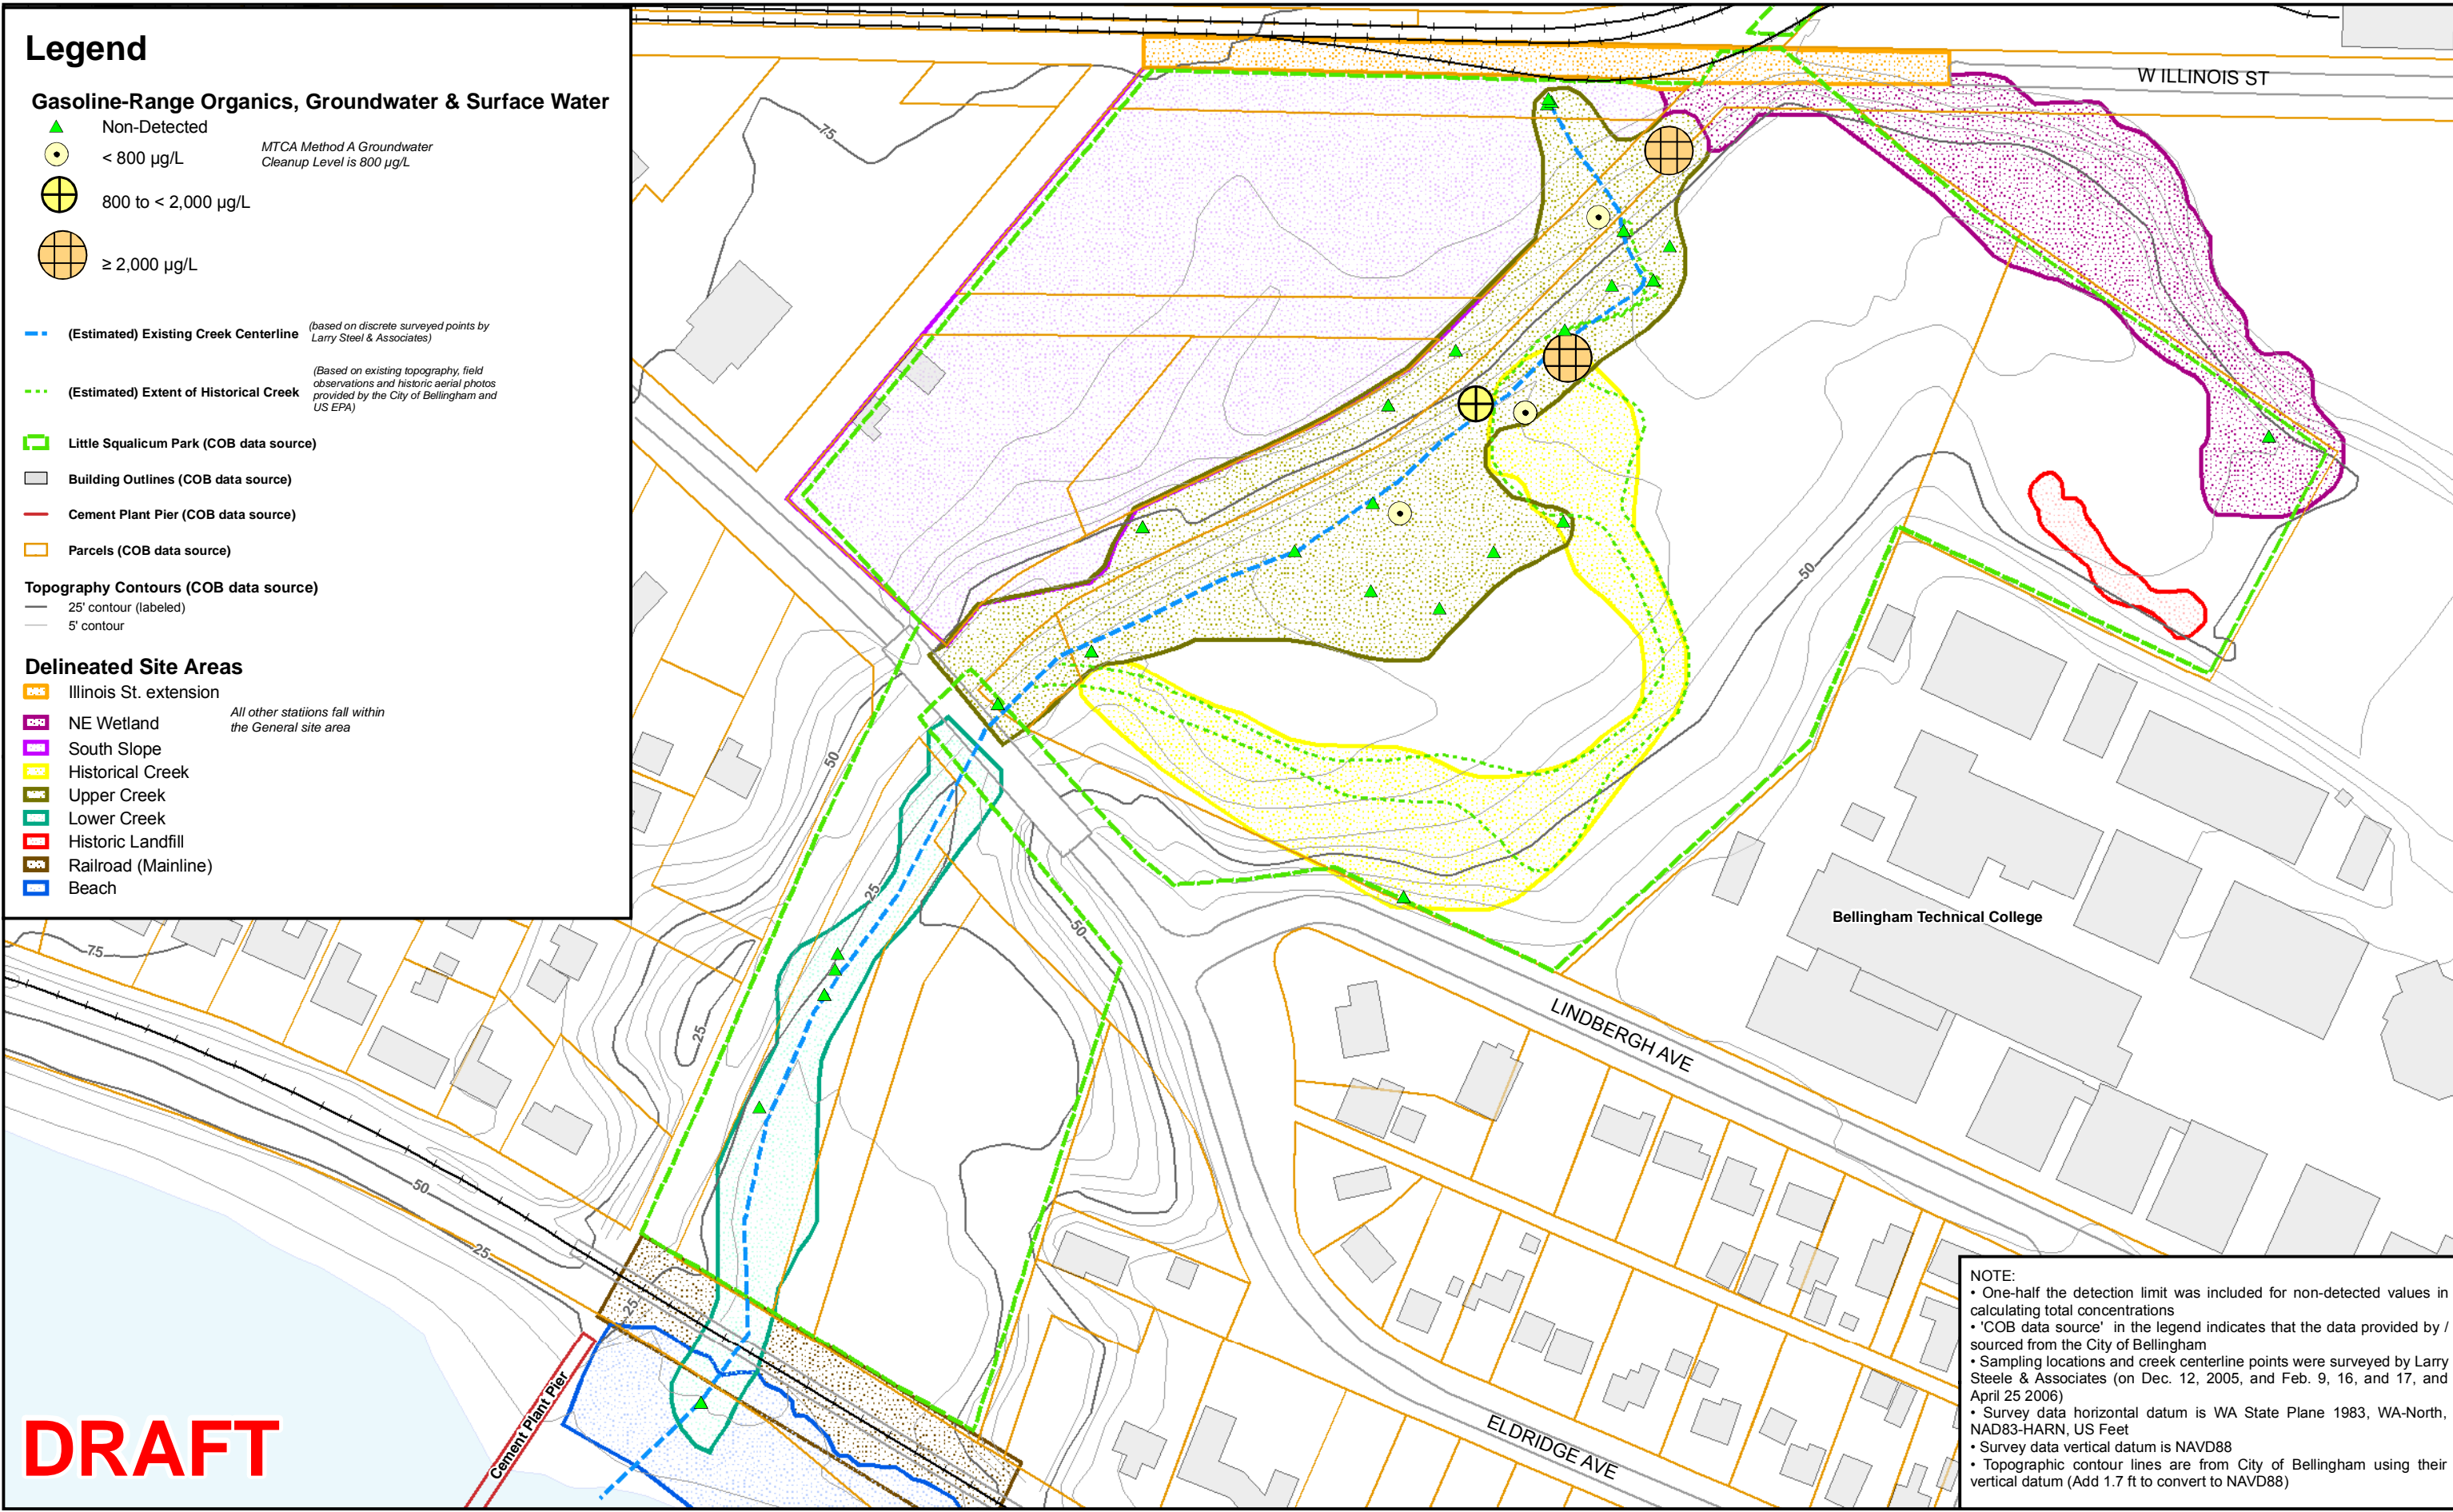 Legend
Gasoline-Range Organics, Groundwater & Surface Water
Non-Detected
< 800 µg/L
MTCA Method A Groundwater
Cleanup Level is 800 µg/L
800 to < 2,000 µg/L
≥ 2,000 µg/L
(Estimated) Existing Creek Centerline
(based on discrete surveyed points by
Larry Steel & Associates)
(Estimated) Extent of Historical Creek
(Based on existing topography, field
observations and historic aerial photos
provided by the City of Bellingham and
US EPA)
Little Squalicum Park (COB data source)
Building Outlines (COB data source)
Cement Plant Pier (COB data source)
Parcels (COB data source)
Topography Contours (COB data source)
25' contour (labeled)
5' contour
Delineated Site Areas
Illinois St. extension
NE Wetland
All other statiions fall within
the General site area
South Slope
Historical Creek
Upper Creek
Lower Creek
Historic Landfill
Railroad (Mainline)
Beach
W ILLINOIS ST
75
50
50
25
50
Bellingham Technical College
75
25
LINDBERGH AVE
50
25
25
ELDRIDGE AVE
Cement Plant Pier
DRAFT
NOTE:
• One-half the detection limit was included for non-detected values in
calculating total concentrations
• 'COB data source' in the legend indicates that the data provided by /
sourced from the City of Bellingham
• Sampling locations and creek centerline points were surveyed by Larry
Steele & Associates (on Dec. 12, 2005, and Feb. 9, 16, and 17, and
April 25 2006)
• Survey data horizontal datum is WA State Plane 1983, WA-North,
NAD83-HARN, US Feet
• Survey data vertical datum is NAVD88
• Topographic contour lines are from City of Bellingham using their
vertical datum (Add 1.7 ft to convert to NAVD88)